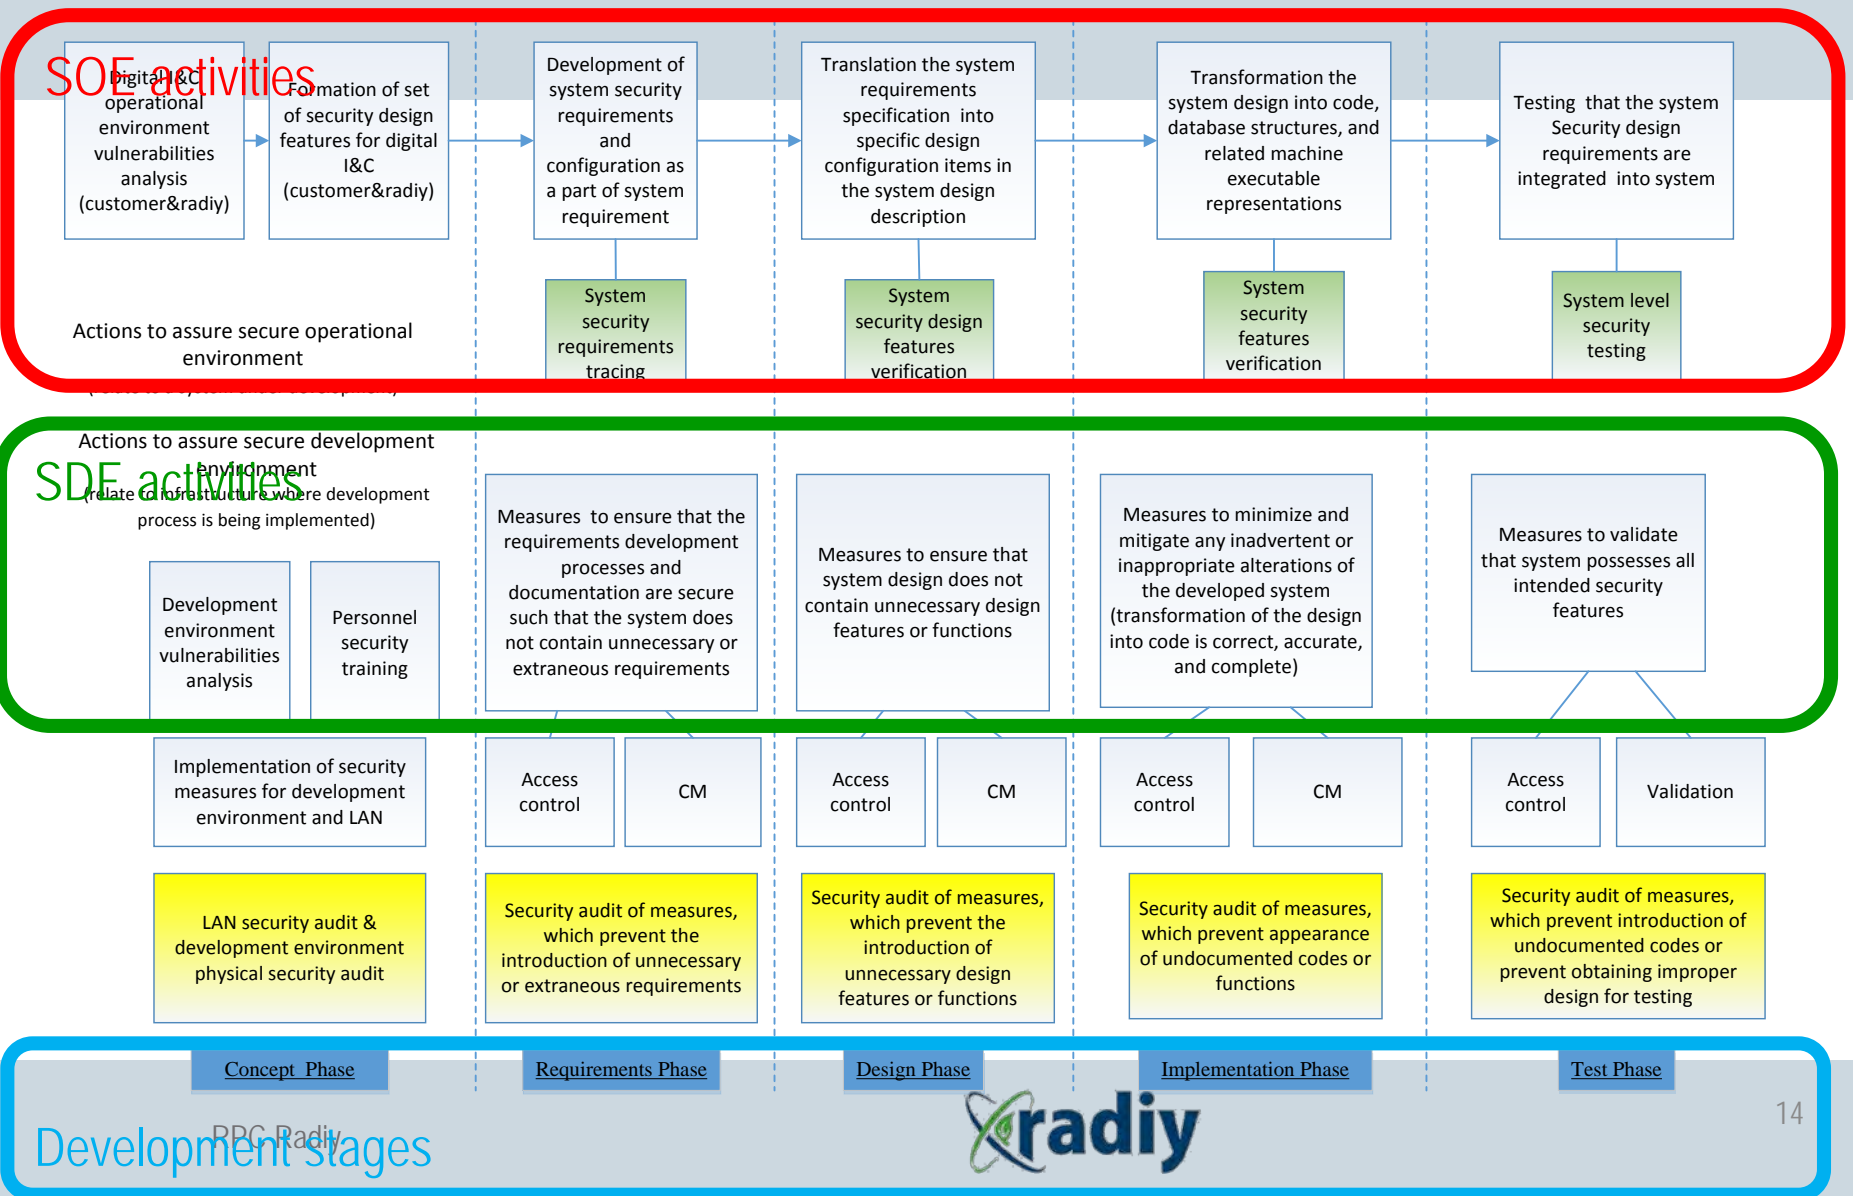 SOE activities
Digital I&C
operational
environment
vulnerabilities
analysis
(customer&radiy)
Formation of set
of security design
features for digital
I&C
(customer&radiy)
Development of
system security
requirements
and
configuration as
a part of system
requirement
Translation the system
requirements
specification into
specific design
configuration items in
the system design
description
Transformation the
system design into code,
database structures, and
related machine
executable
representations
Testing that the system
Security design
requirements are
integrated into system
System
security
requirements
tracing
System
security design
features
verification
System
security
features
verification
System level
security
testing
Actions to assure secure operational
environment
(relate to a system under development)
Actions to assure secure development
environment
(relate to infrastructure where development
process is being implemented)
SDE activities
Development
environment
vulnerabilities
analysis
Personnel
security
training
Measures to ensure that the
requirements development
processes and
documentation are secure
such that the system does
not contain unnecessary or
extraneous requirements
Measures to ensure that
system design does not
contain unnecessary design
features or functions
Measures to minimize and
mitigate any inadvertent or
inappropriate alterations of
the developed system
(transformation of the design
into code is correct, accurate,
and complete)
Measures to validate
that system possesses all
intended security
features
Implementation of security
measures for development
environment and LAN
Access
control
CM
Access
control
CM
Access
control
CM
Access
control
Validation
LAN security audit &
development environment
physical security audit
Security audit of measures,
which prevent the
introduction of unnecessary
or extraneous requirements
Security audit of measures,
which prevent the
introduction of
unnecessary design
features or functions
Security audit of measures,
which prevent appearance
of undocumented codes or
functions
Security audit of measures,
which prevent introduction of
undocumented codes or
prevent obtaining improper
design for testing
Concept Phase
Requirements Phase
Design Phase
Implementation Phase
Test Phase
Development stages
RPC Radiy
radiy
14